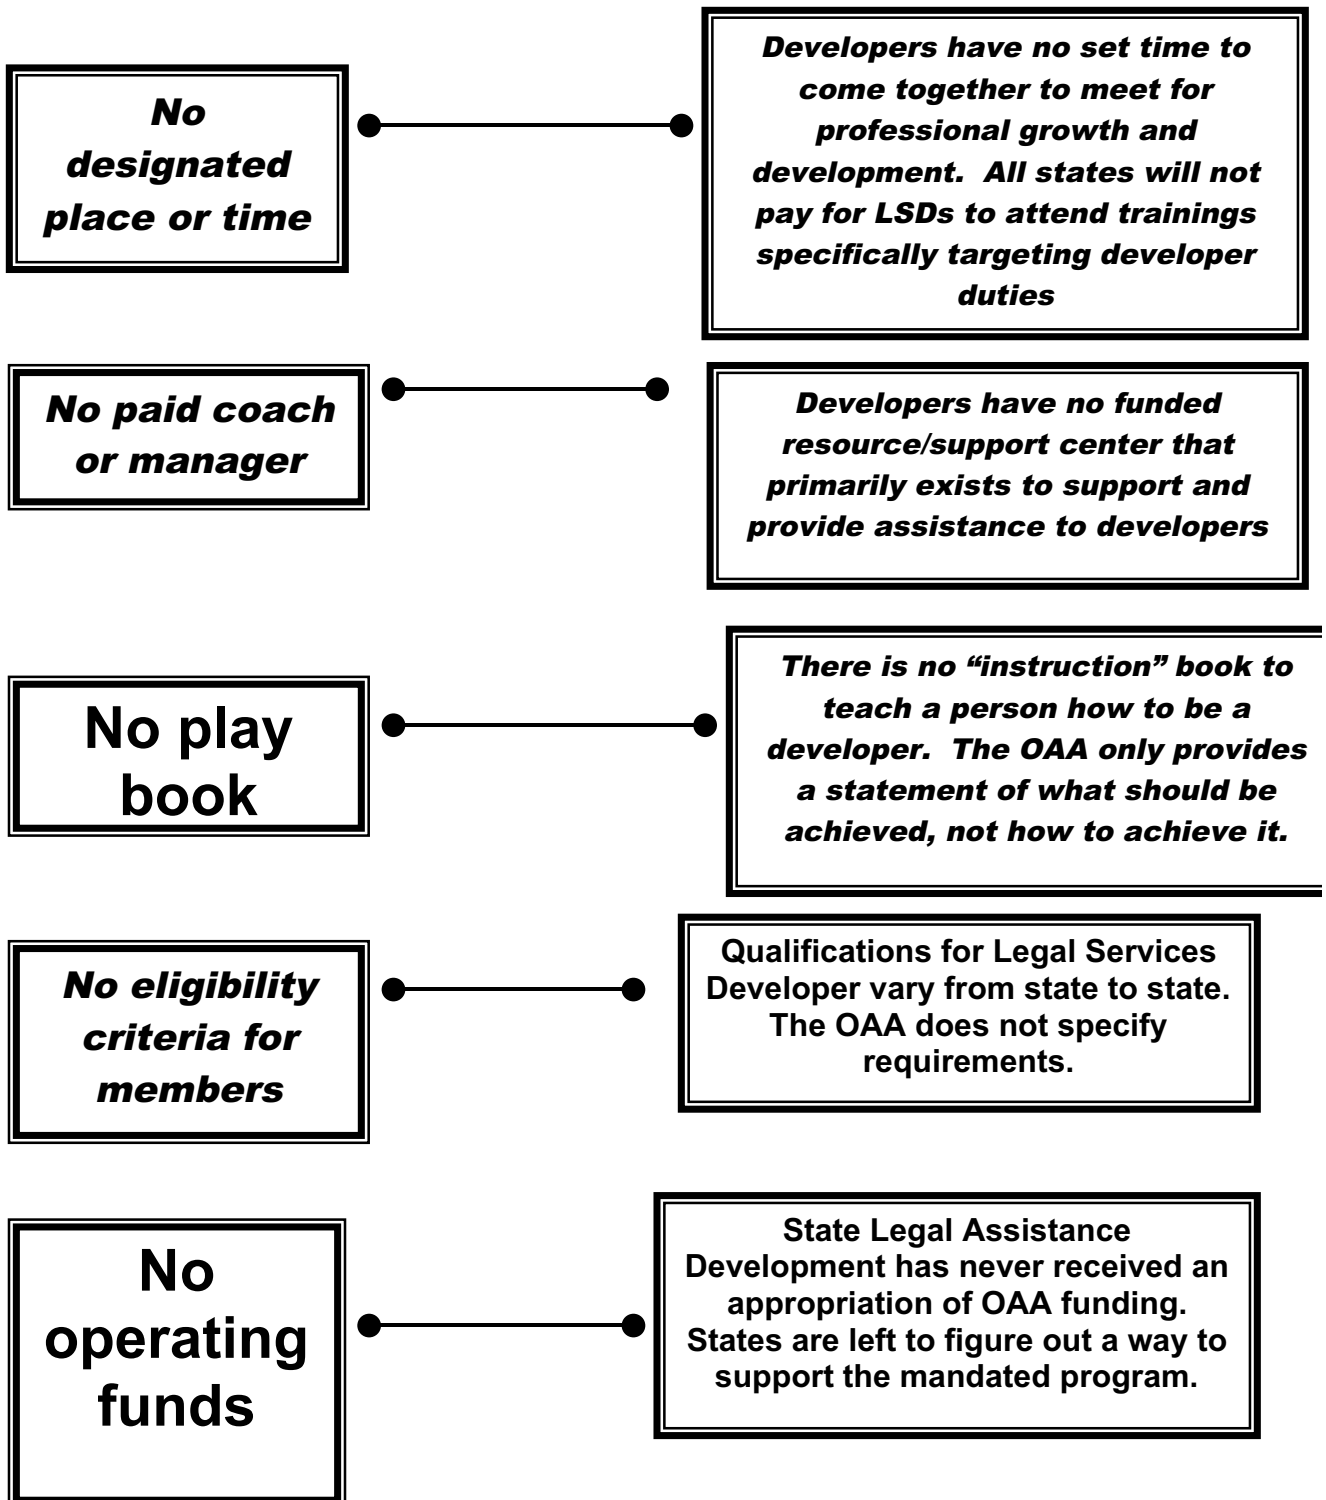 No
designated
place or time
Developers have no set time to
come together to meet for
professional growth and
development.  All states will not
pay for LSDs to attend trainings
specifically targeting developer
duties
No paid coach
or manager
Developers have no funded
resource/support center that
primarily exists to support and
provide assistance to developers
No play
book
There is no “instruction” book to
teach a person how to be a
developer.  The OAA only provides
a statement of what should be
achieved, not how to achieve it.
No eligibility
criteria for
members
Qualifications for Legal Services
Developer vary from state to state.
The OAA does not specify
requirements.
No
operating
funds
State Legal Assistance
Development has never received an
appropriation of OAA funding.
States are left to figure out a way to
support the mandated program.